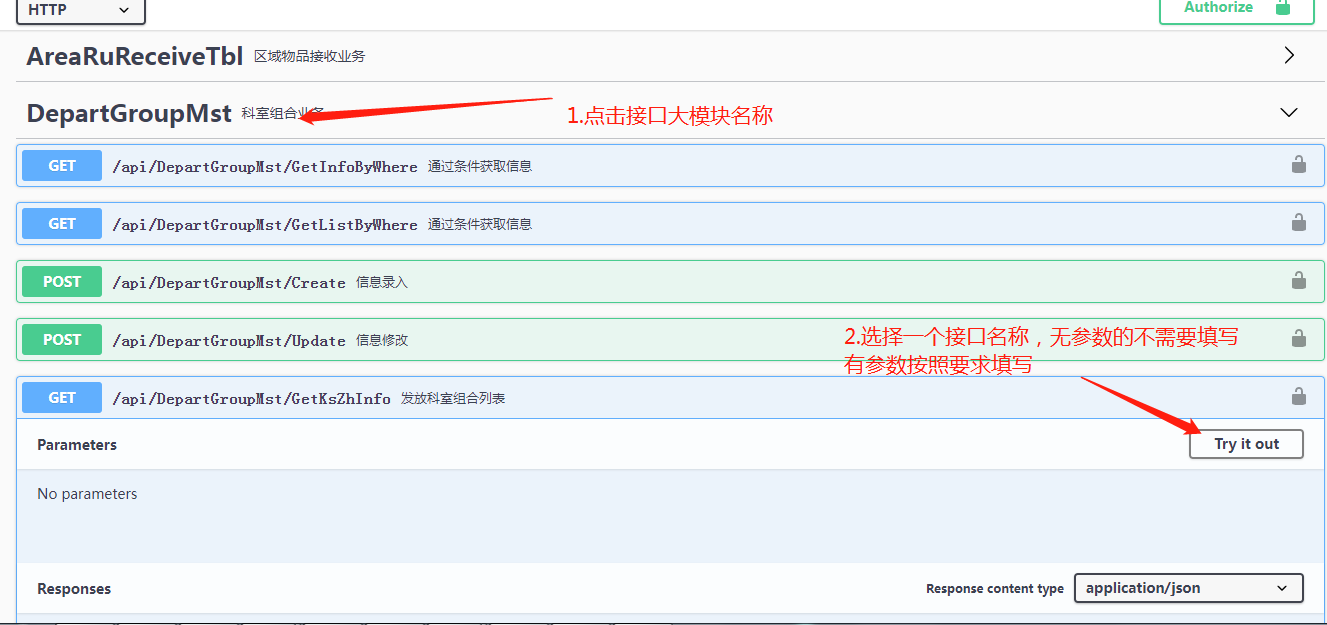 HTTP
Authorize
AreaRuReceiveTbl 区域物品接收业务
DepartGroupMst 科室组合业务
1.点击接口大模块名称
GET /api/DepartGroupMst/GetInfoByWhere 通过条件获取信息
GET /api/DepartGroupMst/GetListByWhere 通过条件获取信息
POST /api/DepartGroupMst/Create 信息录入
POST /api/DepartGroupMst/Update 信息修改
2.选择一个接口名称，无参数的不需要填写
有参数按照要求填写
GET /api/DepartGroupMst/GetKsZhInfo 发放科室组合列表
Parameters
Try it out
No parameters
Responses
Response content type application/json